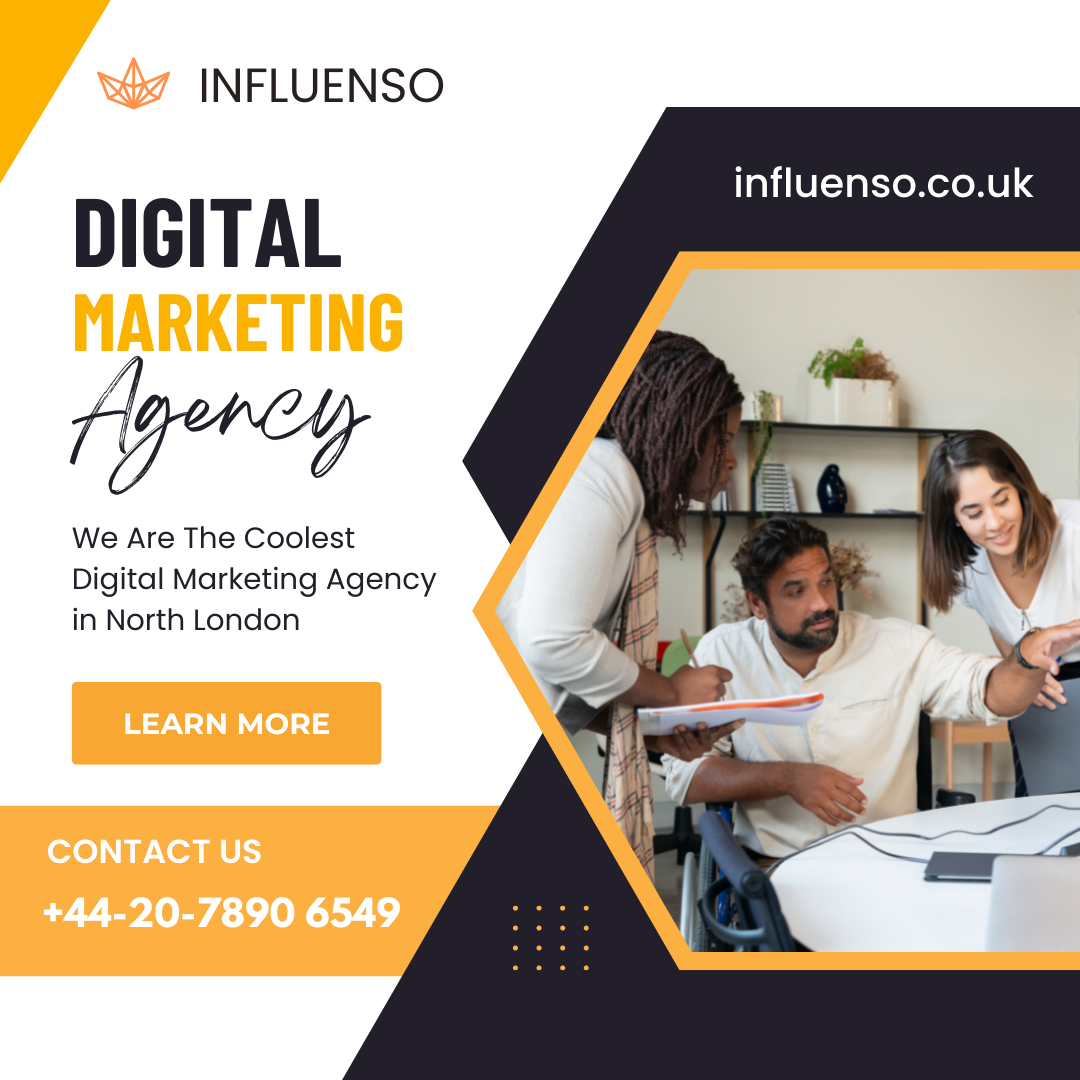 INFLUENSO
influenso.co.uk
DIGITAL
MARKETING
Agency
We Are The Coolest
Digital Marketing Agency
in North London
LEARN MORE
CONTACT US
+44-20-7890 6549